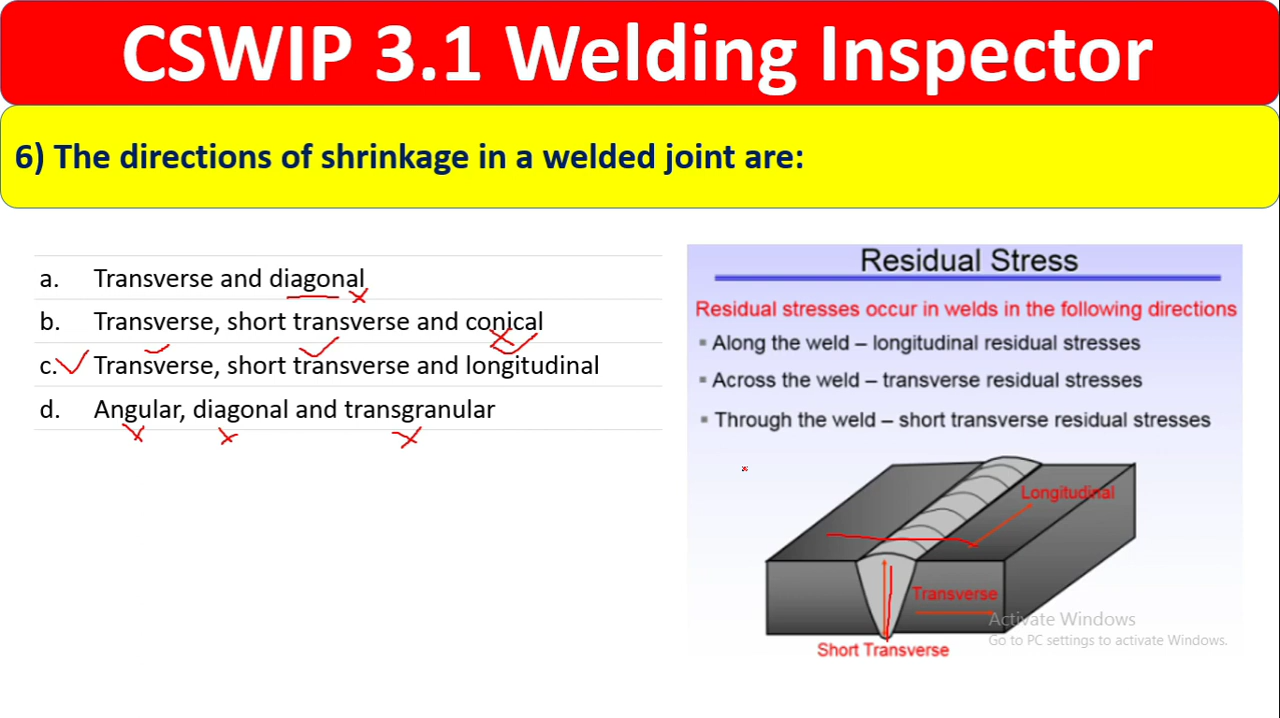 CSWIP 3.1 Welding Inspector
6) The directions of shrinkage in a welded joint are:
a. Transverse and diagonal
b. Transverse, short transverse and conical
c. Transverse, short transverse and longitudinal
d. Angular, diagonal and transgranular
Residual Stress
Residual stresses occur in welds in the following directions
▪ Along the weld – longitudinal residual stresses
▪ Across the weld – transverse residual stresses
▪ Through the weld – short transverse residual stresses
Longitudinal
Transverse
Short Transverse
Activate Windows
Go to PC settings to activate Windows.